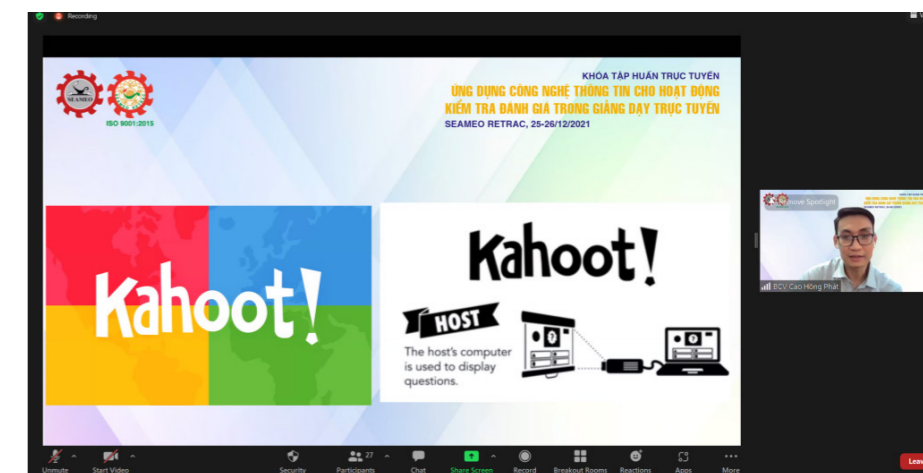 Recording
SEAMEO
ISO 9001:2015
KHÓA TẬP HUẤN TRỰC TUYẾN
ỨNG DỤNG CÔNG NGHỆ THÔNG TIN CHO HOẠT ĐỘNG
KIỂM TRA ĐÁNH GIÁ TRONG GIẢNG DẠY TRỰC TUYẾN
SEAMEO RETRAC, 25-26/12/2021
Kahoot!
Kahoot!
HOST
The host's computer
is used to display
questions.
move Spotlight
BCV Cao Hồng Phát
Unmute
Start Video
Security
27
Participants
Chat
Share Screen
Record
Breakout Rooms
Reactions
Apps
More
Leav